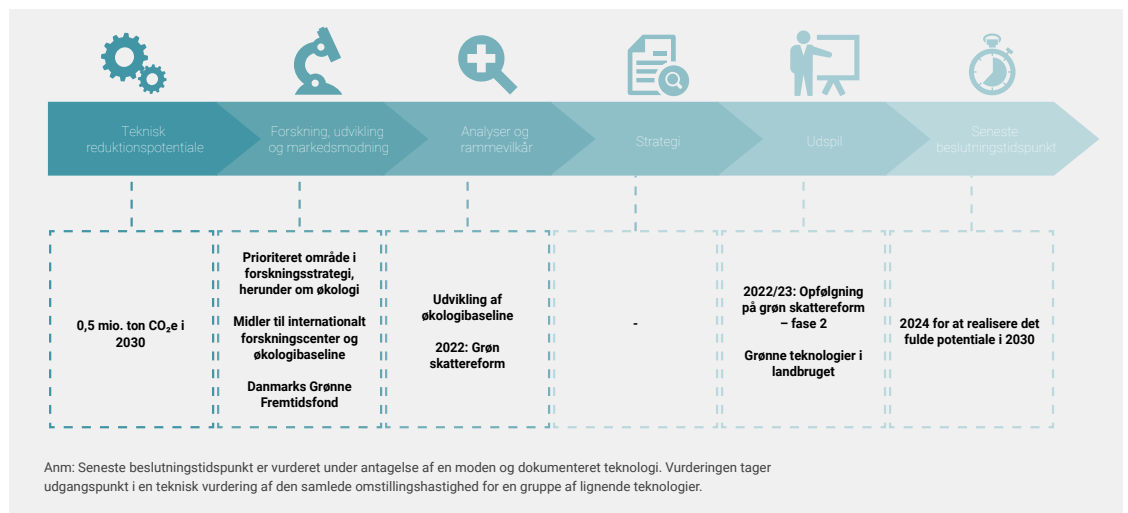 Teknisk
reduktionspotentiale
Forskning, udvikling
og markedsmodning
Analyser og
rammevilkår
Strategi
Udspil
Seneste
beslutningstidspunkt
0,5 mio. ton CO₂e i
2030
Prioriteret område i
forskningsstrategi,
herunder om økologi
Midler til internationalt
forskningscenter og
økologibaseline
Danmarks Grønne
Fremtidsfond
Udvikling af
økologibaseline
2022: Grøn
skattereform
-
2022/23: Opfølgning
på grøn skattereform
– fase 2
Grønne teknologier i
landbruget
2024 for at realisere det
fulde potentiale i 2030
Anm: Seneste beslutningstidspunkt er vurderet under antagelse af en moden og dokumenteret teknologi. Vurderingen tager
udgangspunkt i en teknisk vurdering af den samlede omstillingshastighed for en gruppe af lignende teknologier.